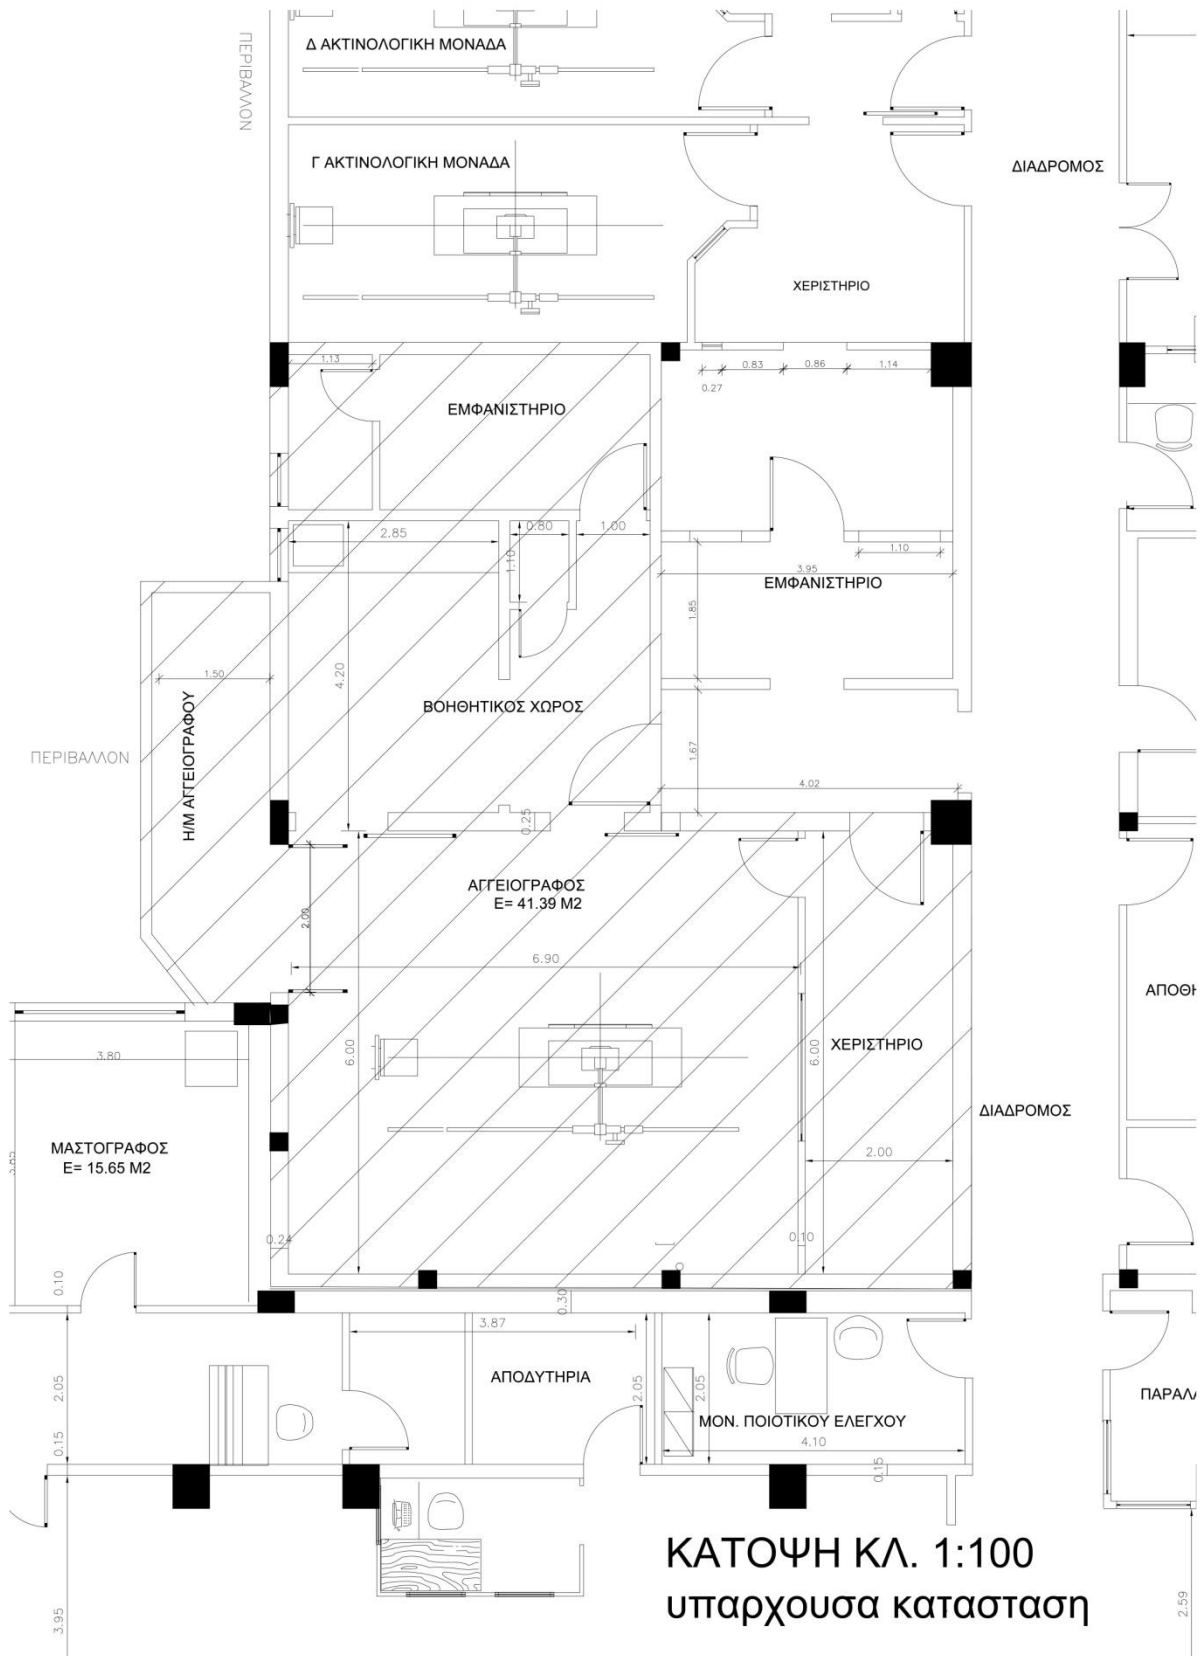 Δ ΑΚΤΙΝΟΛΟΓΙΚΗ ΜΟΝΑΔΑ
ΠΕΡΙΒΑΛΛΟΝ
Γ ΑΚΤΙΝΟΛΟΓΙΚΗ ΜΟΝΑΔΑ
ΔΙΑΔΡΟΜΟΣ
ΧΕΡΙΣΤΗΡΙΟ
1.13
0.83
0.86
1.14
0.27
ΕΜΦΑΝΙΣΤΗΡΙΟ
2.85
0.80
1.00
1.10
1.10
3.95
ΕΜΦΑΝΙΣΤΗΡΙΟ
1.85
1.50
4.20
Η/Μ ΑΓΓΕΙΟΓΡΑΦΟΥ
ΒΟΗΘΗΤΙΚΟΣ ΧΩΡΟΣ
ΠΕΡΙΒΑΛΛΟΝ
1.67
4.02
0.25
ΑΓΓΕΙΟΓΡΑΦΟΣ
Ε= 41.39 Μ2
2.00
6.90
ΑΠΟΘΗ
ΧΕΡΙΣΤΗΡΙΟ
6.00
6.00
3.80
ΔΙΑΔΡΟΜΟΣ
ΜΑΣΤΟΓΡΑΦΟΣ
Ε= 15.65 Μ2
2.00
0.24
0.10
0.10
0.30
3.87
ΑΠΟΔΥΤΗΡΙΑ
2.05
2.05
2.05
ΠΑΡΑΛΑ
ΜΟΝ. ΠΟΙΟΤΙΚΟΥ ΕΛΕΓΧΟΥ
4.10
0.15
0.15
ΚΑΤΟΨΗ ΚΛ. 1:100
υπαρχουσα κατασταση
3.95
2.59